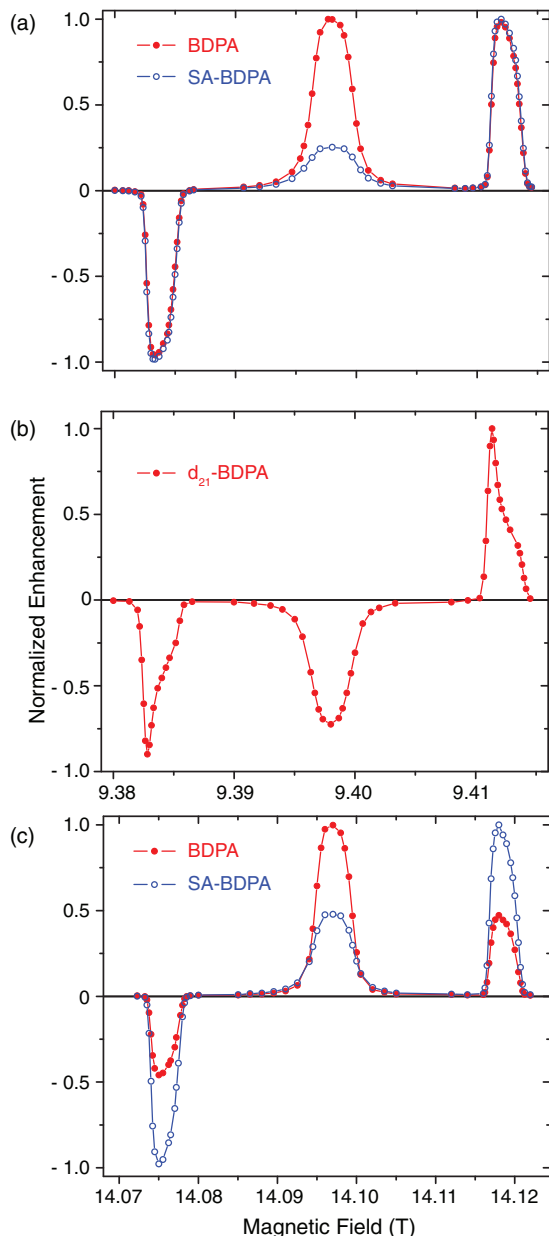 (a)
1.0
0.5
0
- 0.5
- 1.0
BDPA
SA-BDPA
(b)
1.0
0.5
0
- 0.5
- 1.0
d21-BDPA
9.38
9.39
9.40
9.41
Normalized Enhancement
(c)
1.0
0.5
0
- 0.5
- 1.0
BDPA
SA-BDPA
14.07
14.08
14.09
14.10
14.11
14.12
Magnetic Field (T)